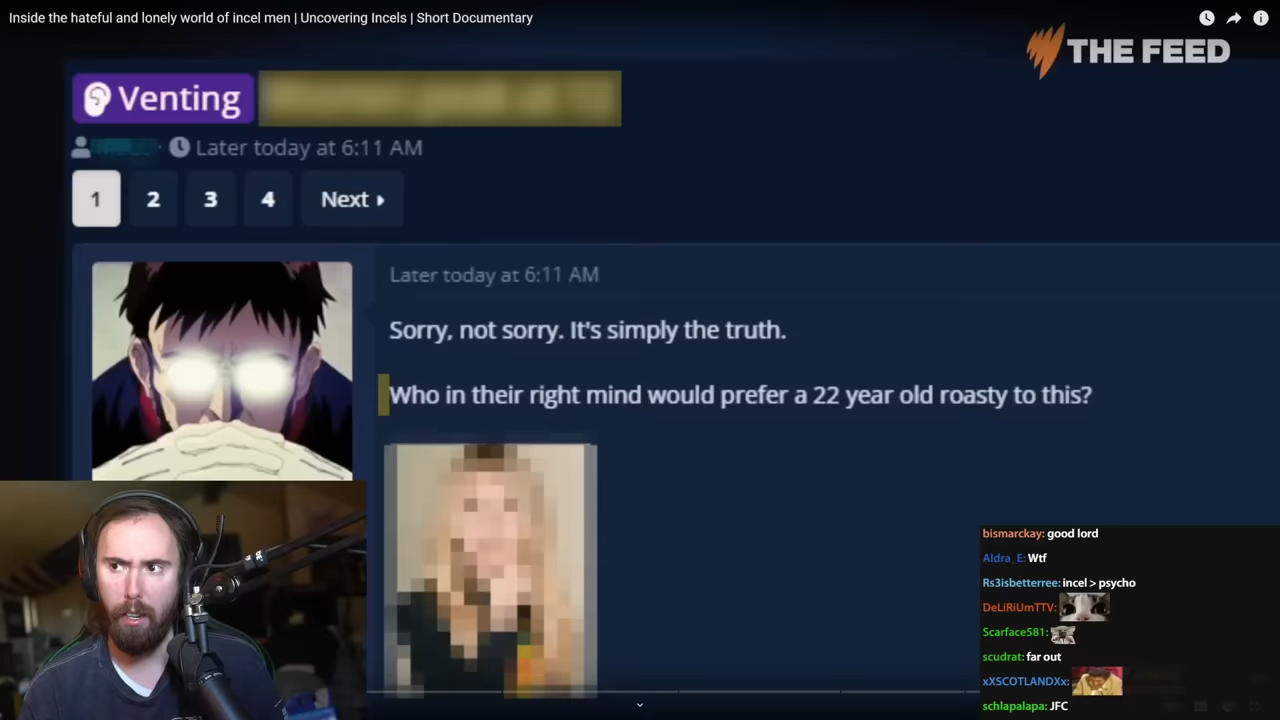 Inside the hateful and lonely world of incel men | Uncovering Incels | Short Documentary
THE FEED
Venting
Later today at 6:11 AM
1 2 3 4 Next
Later today at 6:11 AM
Sorry, not sorry. It's simply the truth.
Who in their right mind would prefer a 22 year old roasty to this?
bismarckay: good lord
Aldra_E: Wtf
Rs3isbetterree: incel > psycho
DeLiRiUmTTV:
Scarface581:
scudrat: far out
xXSCOTLANDXx:
schlapalapa: JFC